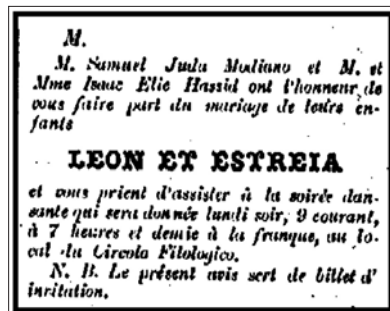 M.
M. Samuel Juda Modiano et M. et
Mme Isaac Elie Hassid ont l'honneur de
vous faire part du mariage de leurs en-
fants
LEON ET ESTREIA
et vous prient d'assister à la soirée dan-
sante qui sera donnée lundi soir, 9 courant,
à 7 heures et demie à la franque, au lo-
cal du Circolo Filologico.
N. B. Le présent avis sert de billet d'
invitation.